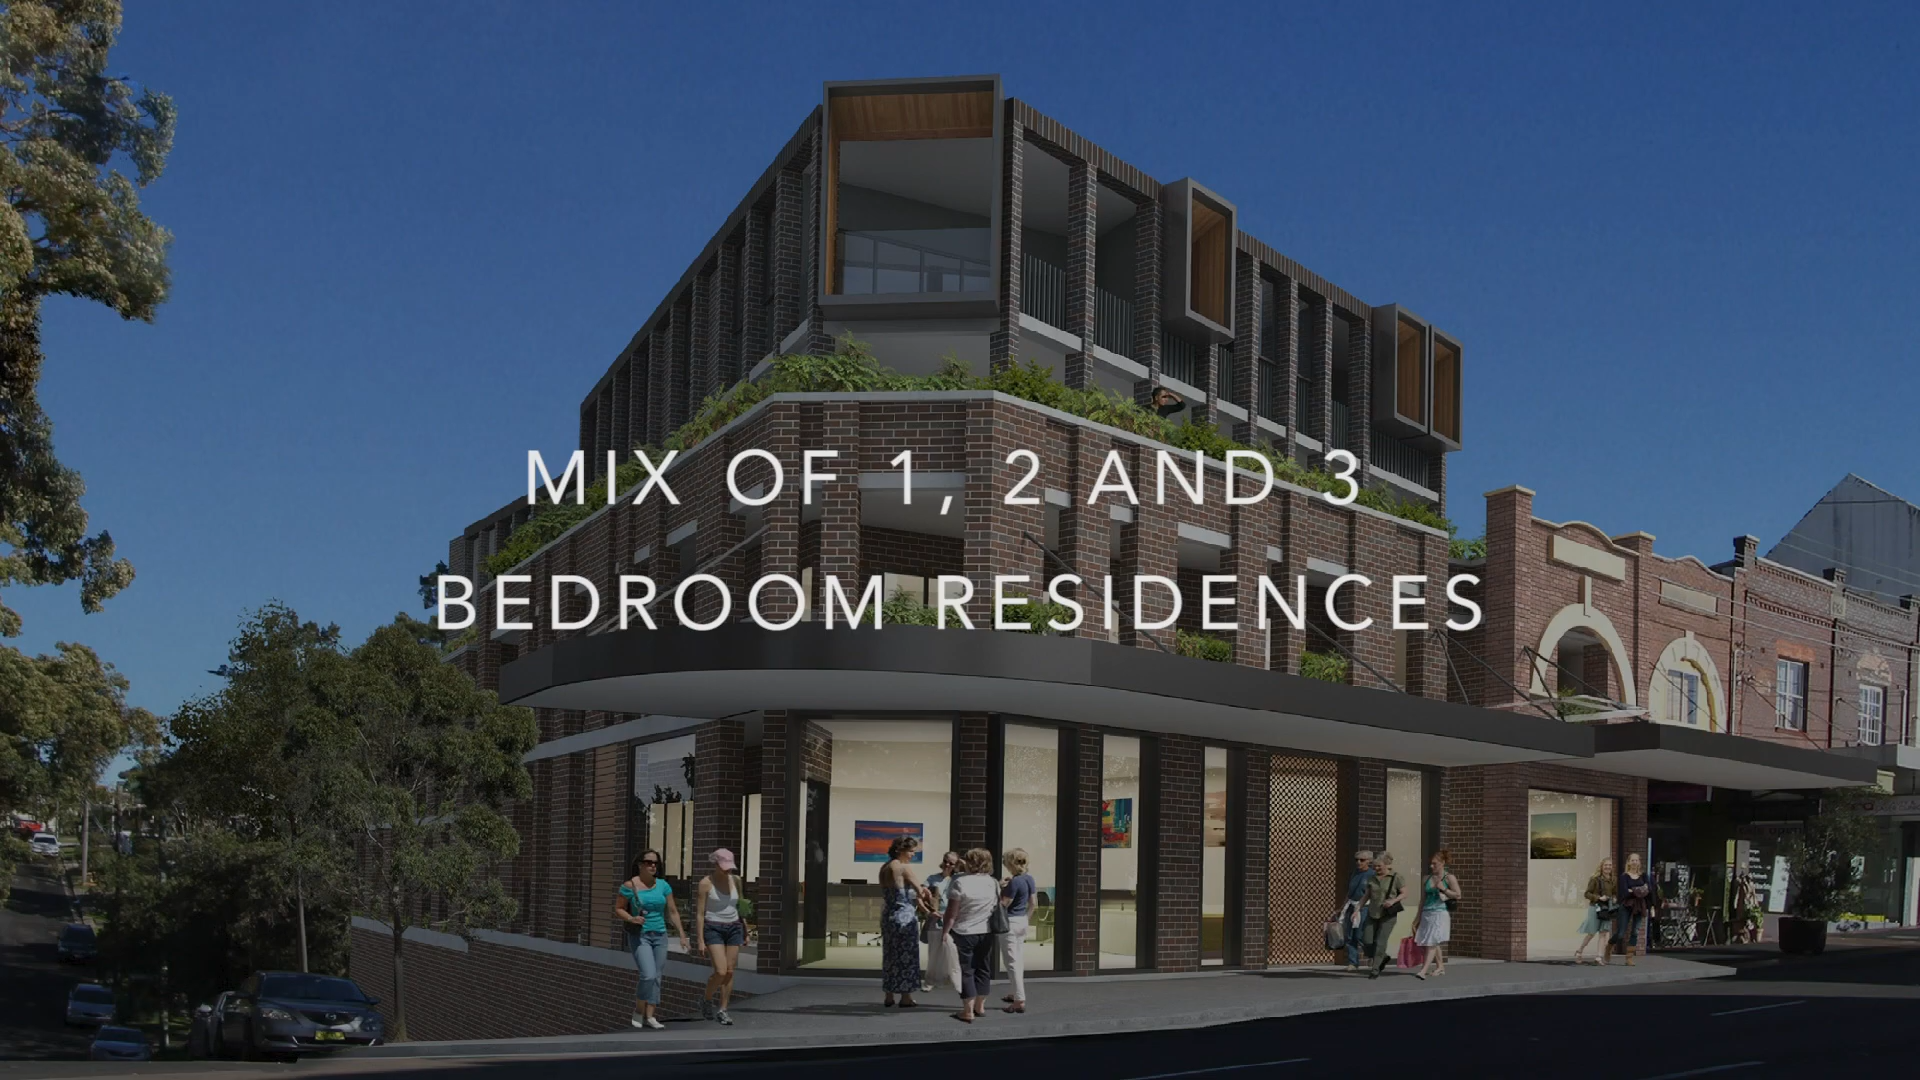 MIX OF 1, 2 AND 3
BEDROOM RESIDENCES